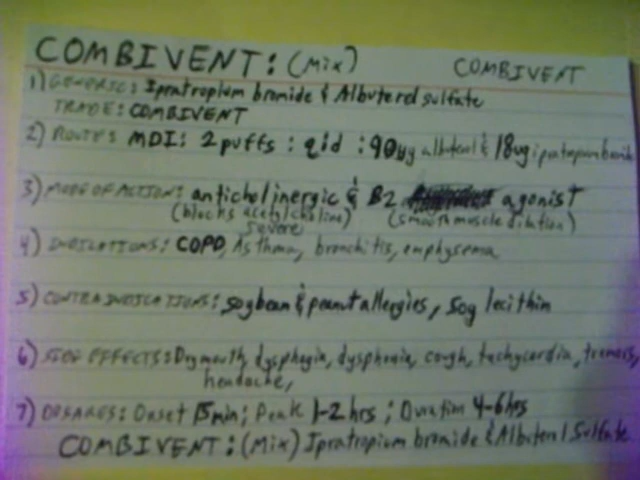 COMBIVENT: (Mix) COMBIVENT
1) GENERIC: Ipratropium bromide & Albuterol sulfate
TRADE: COMBIVENT
2) ROUTE: MDI: 2 puffs : qid : 90ug albuterol & 18ug ipratropium bromide
3) MODE OF ACTION: anticholinergic & B2 agonist
(blocks acetylcholine) (smooth muscle dilation)
severe
4) INDICATIONS: COPD, Asthma, bronchitis, emphysema
5) CONTRAINDICATIONS: soybean & peanut allergies, soy lecithin
6) SIDE EFFECTS: Dry mouth, dysphagia, dysphonia, cough, tachycardia, tremors,
headache,
7) DOSAGES: Onset 15min; Peak 1-2 hrs; Duration 4-6hrs
COMBIVENT: (Mix) Ipratropium bromide & Albuterol Sulfate